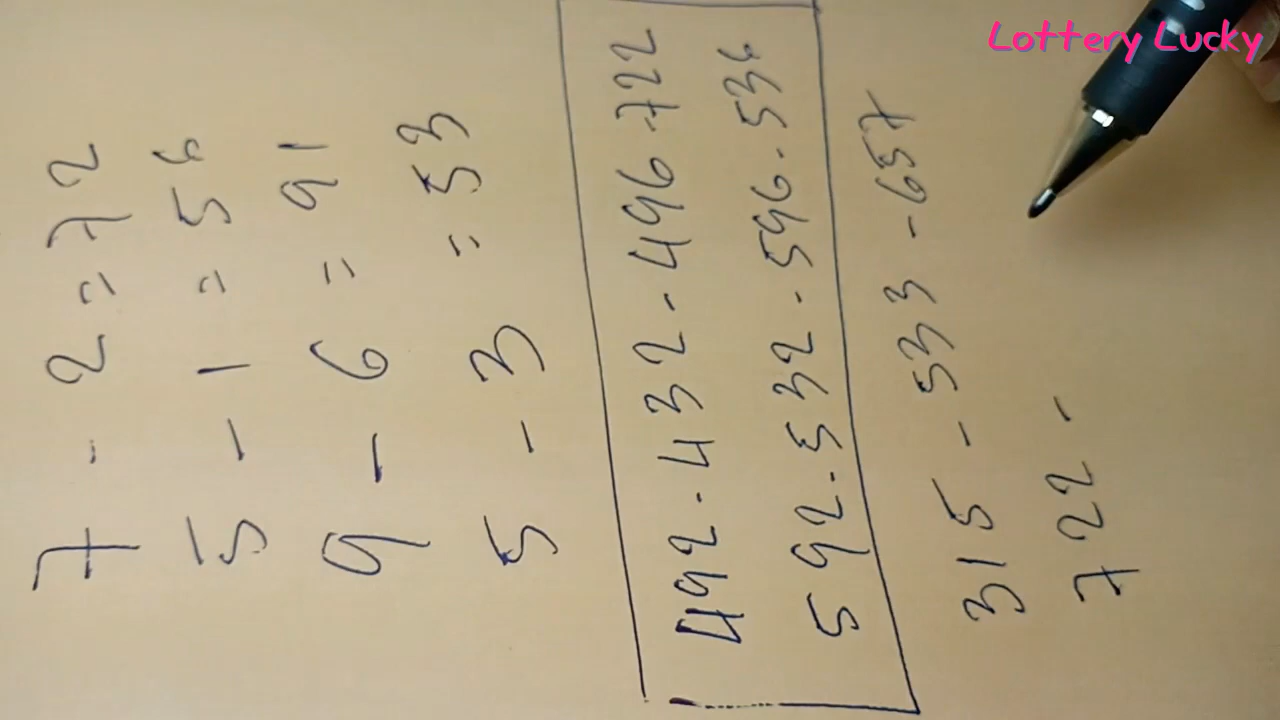 Lottery Lucky
7 - 2 = 72
5 - 1 = 56
9 - 6 = 91
5 - 3 = 53
492.432.496.722
592.532.596.536
315 - 533 - 657
722 -